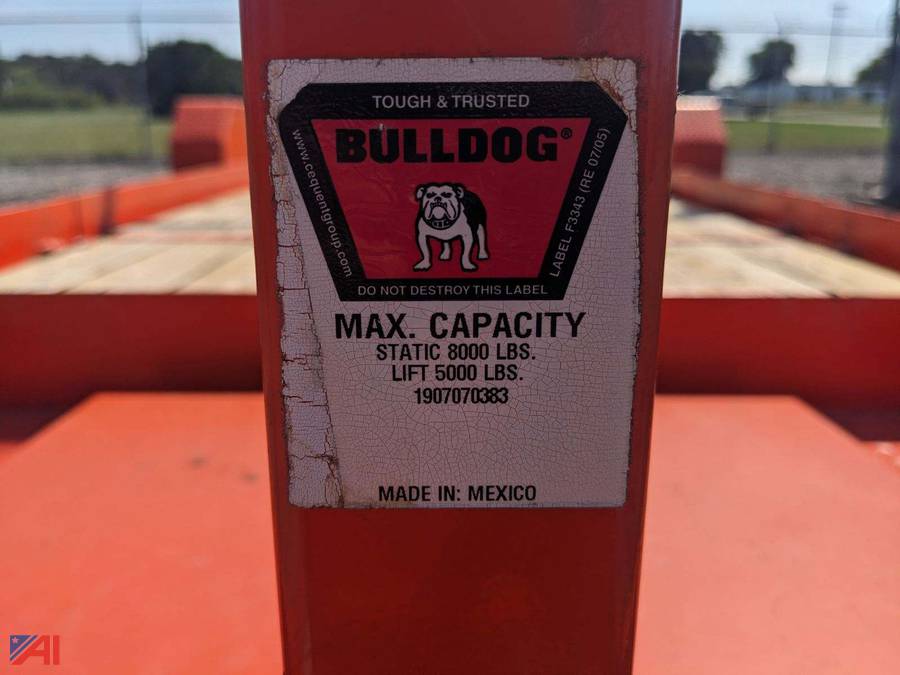 TOUGH & TRUSTED
BULLDOG®
www.cequentgroup.com
LABEL F3343 (RE 07/05)
DO NOT DESTROY THIS LABEL
MAX. CAPACITY
STATIC 8000 LBS.
LIFT 5000 LBS.
1907070383
MADE IN: MEXICO
AI